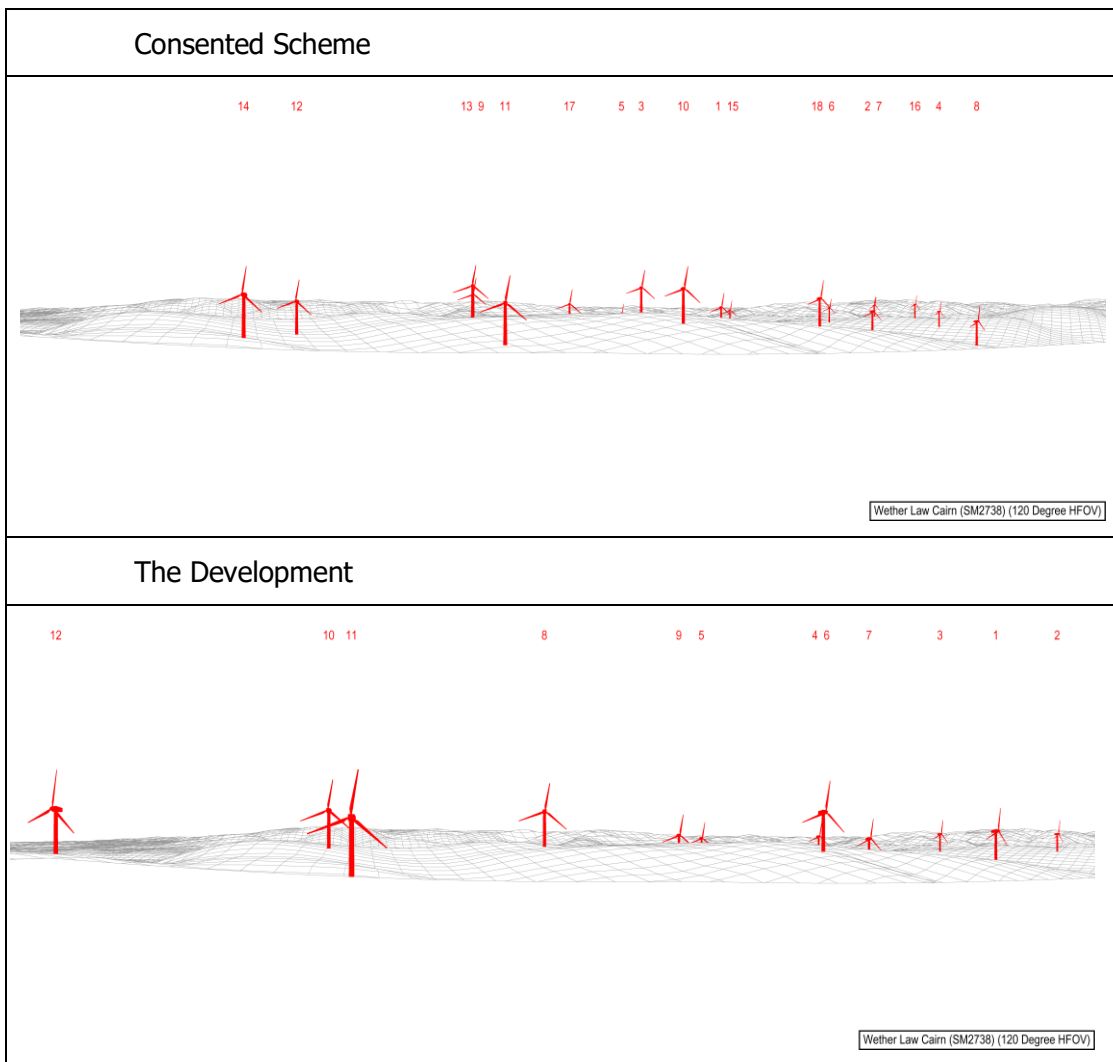 Consented Scheme
14 12 13 9 11 17 5 3 10 1 15 18 6 2 7 16 4 8
Wether Law Cairn (SM2738) (120 Degree HFOV)
The Development
12 10 11 8 9 5 4 6 7 3 1 2
Wether Law Cairn (SM2738) (120 Degree HFOV)